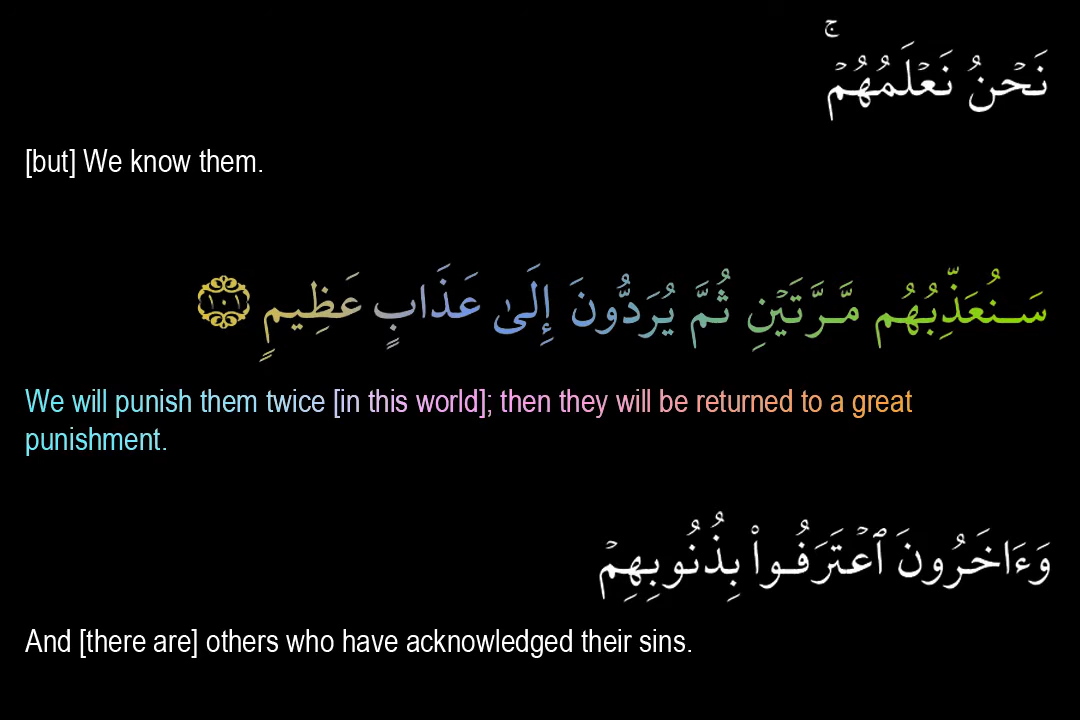 نَحۡنُ نَعۡلَمُهُمۡۚ
[but] We know them.
سَنُعَذِّبُهُم مَّرَّتَيۡنِ ثُمَّ يُرَدُّونَ إِلَىٰ عَذَابٍ عَظِيمٍ ١٠١
We will punish them twice [in this world]; then they will be returned to a great
punishment.
وَءَاخَرُونَ ٱعۡتَرَفُواْ بِذُنُوبِهِمۡ
And [there are] others who have acknowledged their sins.